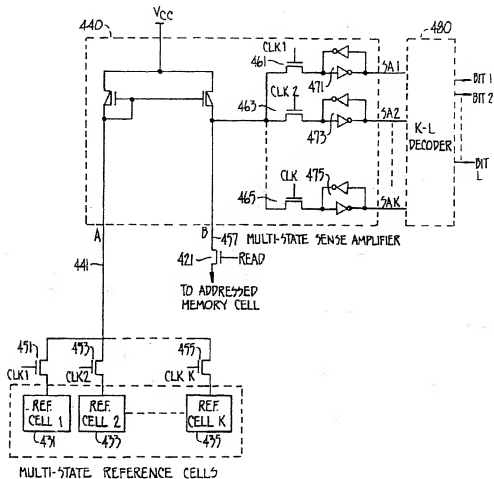 VCC
440
480
CLK1
461
471
SA1
BIT 1
CLK 2
BIT 2
463
473
SA2
K-L
DECODER
CLK
475
BIT
L
465
SAK
A
B
457
MULTI-STATE SENSE AMPLIFIER
441
421
READ
TO ADDRESSED
MEMORY CELL
451
453
455
CLK1
CLK2
CLK K
REF.
CELL 1
REF.
CELL 2
REF.
CELL K
431
433
435
MULTI-STATE REFERENCE CELLS